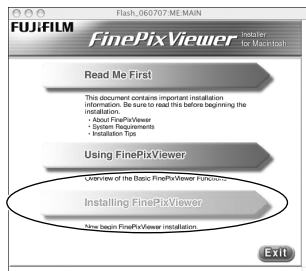 Flash_060707:ME:MAIN
FUJIFILM
FinePixViewer Installer
for Macintosh
Read Me First
This document contains important installation
information. Be sure to read this before beginning the
installation.
・About FinePixViewer
・System Requirements
・Installation Tips
Using FinePixViewer
Overview of the Basic FinePixViewer Functions
Installing FinePixViewer
Now begin FinePixViewer installation.
Exit